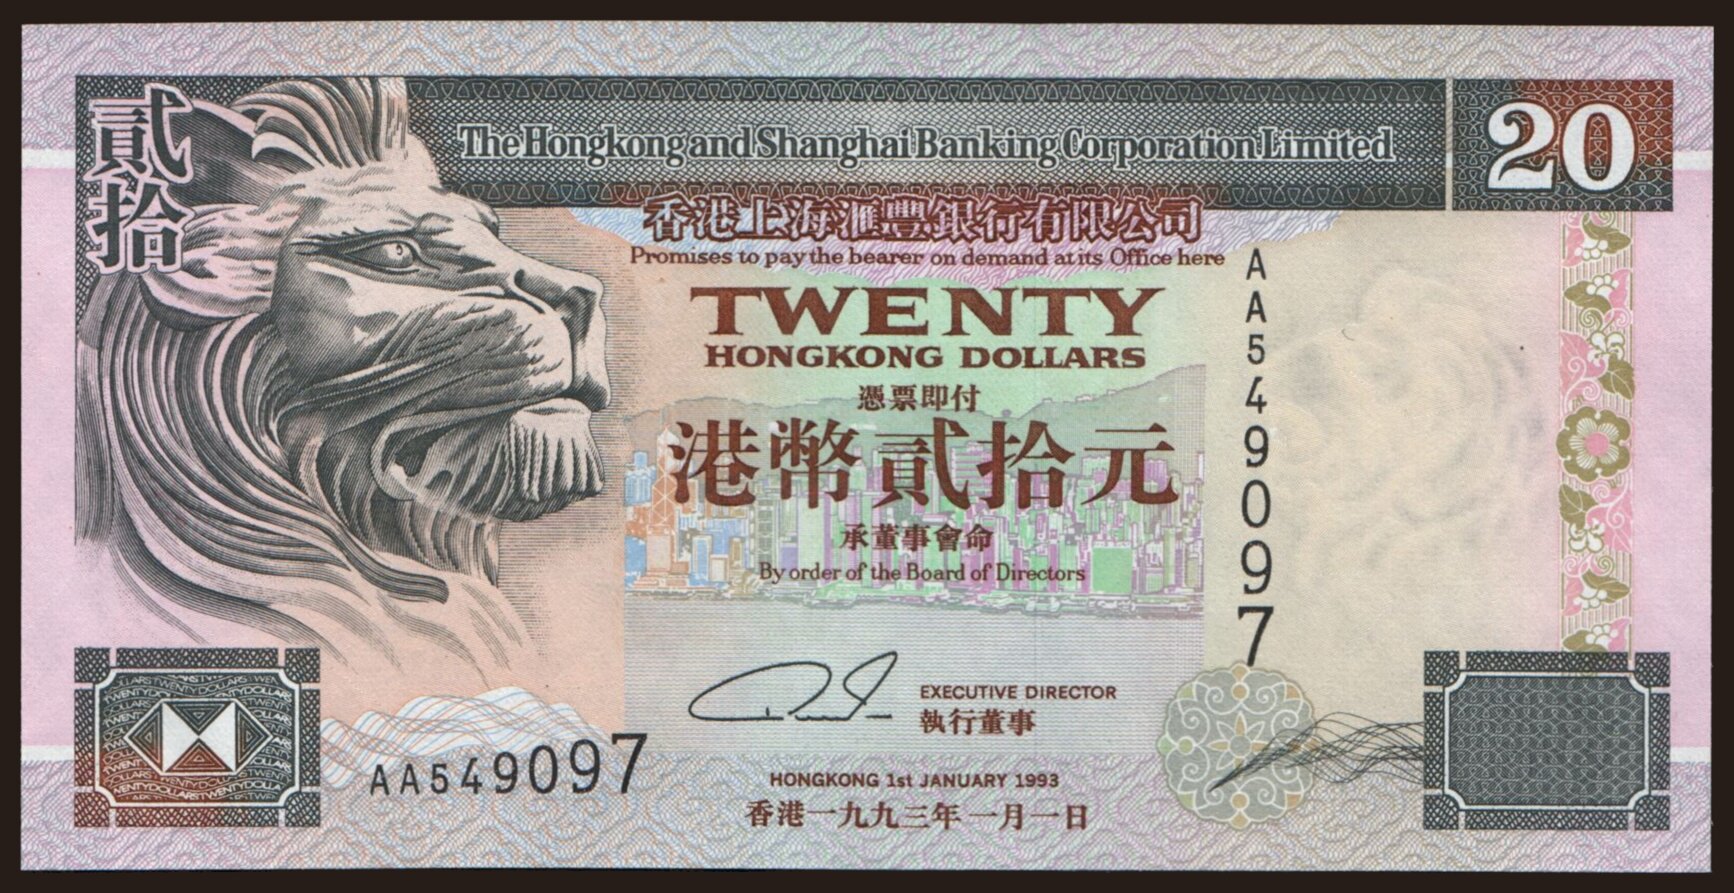 貳拾
The Hongkong and Shanghai Banking Corporation Limited
20
香港上海滙豐銀行有限公司
Promises to pay the bearer on demand at its Office here
TWENTY
HONGKONG DOLLARS
憑票即付
港幣貳拾元
承董事會命
By order of the Board of Directors
AA549097
EXECUTIVE DIRECTOR
執行董事
AA549097
HONGKONG 1st JANUARY 1993
香港一九九三年一月一日